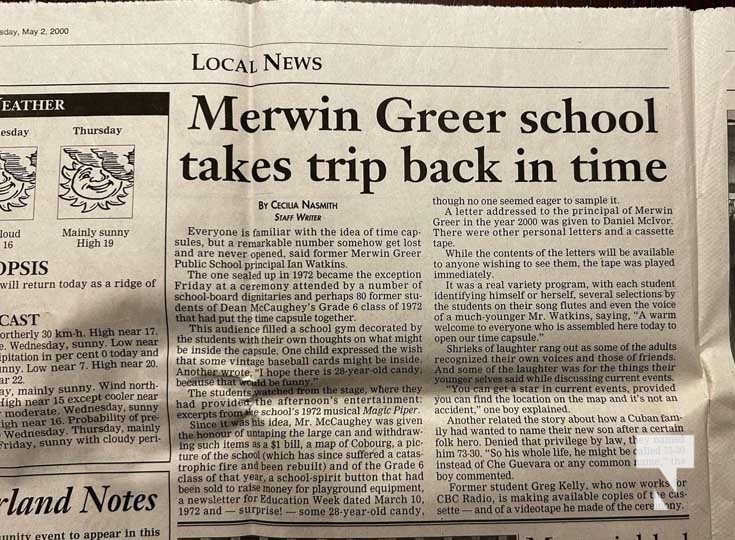 sday, May 2, 2000
LOCAL NEWS
EATHER
esday
Thursday
loud
16
Mainly sunny
High 19
OPSIS
will return today as a ridge of
CAST
ortherly 30 km-h. High near 17.
e. Wednesday, sunny. Low near
ipitation in per cent 0 today and
unny. Low near 7. High near 20.
ar 22.
ay, mainly sunny. Wind north-
High near 15 except cooler near
moderate. Wednesday, sunny
igh near 16. Probability of pre-
Wednesday. Thursday, mainly
Friday, sunny with cloudy peri-
rland Notes
unity event to appear in this
Merwin Greer school
takes trip back in time
BY CECILIA NASMITH
STAFF WRITER
Everyone is familiar with the idea of time cap-
sules, but a remarkable number somehow get lost
and are never opened, said former Merwin Greer
Public School principal Ian Watkins.
The one sealed up in 1972 became the exception
Friday at a ceremony attended by a number of
school-board dignitaries and perhaps 80 former stu-
dents of Dean McCaughey's Grade 6 class of 1972
that had put the time capsule together.
This audience filled a school gym decorated by
the students with their own thoughts on what might
be inside the capsule. One child expressed the wish
that some vintage baseball cards might be inside.
Another wrote, "I hope there is 28-year-old candy,
because that would be funny."
The students watched from the stage, where they
had provided the afternoon's entertainment:
excerpts from the school's 1972 musical Magic Piper.
Since it was his idea, Mr. McCaughey was given
the honour of untaping the large can and withdraw-
ing such items as a $1 bill, a map of Cobourg, a pic-
ture of the school (which has since suffered a catas-
trophic fire and been rebuilt) and of the Grade 6
class of that year, a school-spirit button that had
been sold to raise money for playground equipment,
a newsletter for Education Week dated March 10,
1972 and — surprise! — some 28-year-old candy,
though no one seemed eager to sample it.
A letter addressed to the principal of Merwin
Greer in the year 2000 was given to Daniel McIvor.
There were other personal letters and a cassette
tape.
While the contents of the letters will be available
to anyone wishing to see them, the tape was played
immediately.
It was a real variety program, with each student
identifying himself or herself, several selections by
the students on their song flutes and even the voice
of a much-younger Mr. Watkins, saying, "A warm
welcome to everyone who is assembled here today to
open our time capsule."
Shrieks of laughter rang out as some of the adults
recognized their own voices and those of friends.
And some of the laughter was for the things their
younger selves said while discussing current events.
"You can get a star in current events, provided
you can find the location on the map and it's not an
accident," one boy explained.
Another related the story about how a Cuban fam-
ily had wanted to name their new son after a certain
folk hero. Denied that privilege by law, they named
him 73-30. "So his whole life, he might be called 73-30
instead of Che Guevara or any common name," the
boy commented.
Former student Greg Kelly, who now works for
CBC Radio, is making available copies of the cas-
sette — and of a videotape he made of the ceremony.